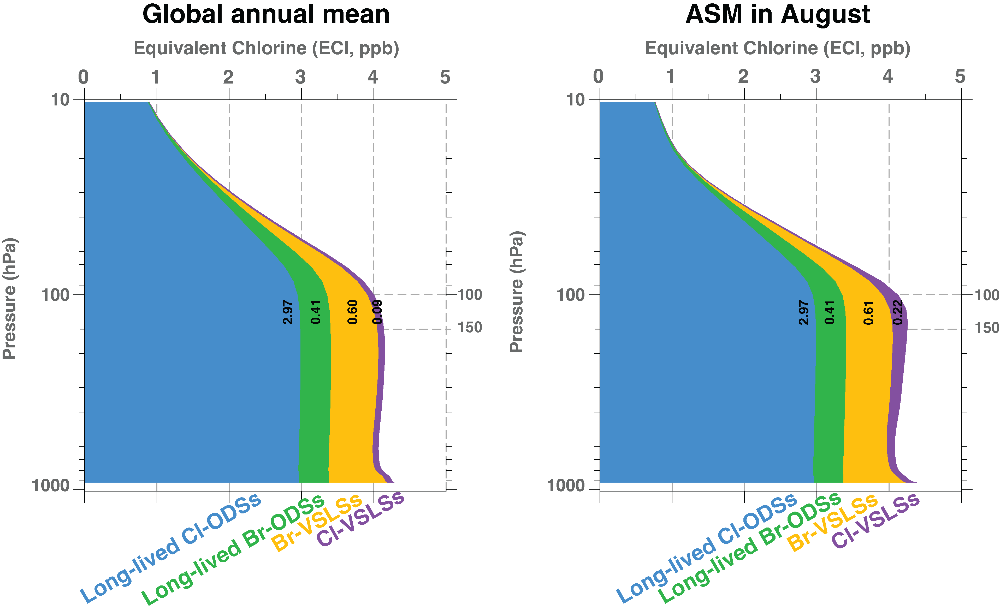 Global annual mean
Equivalent Chlorine (ECl, ppb)
0 1 2 3 4 5
10
100
1000
Pressure (hPa)
100
150
2.97
0.41
0.60
0.09
Long-lived Cl-ODSs
Long-lived Br-ODSs
Br-VSLSs
Cl-VSLSs
ASM in August
Equivalent Chlorine (ECl, ppb)
0 1 2 3 4 5
10
100
1000
Pressure (hPa)
100
150
2.97
0.41
0.61
0.22
Long-lived Cl-ODSs
Long-lived Br-ODSs
Br-VSLSs
Cl-VSLSs